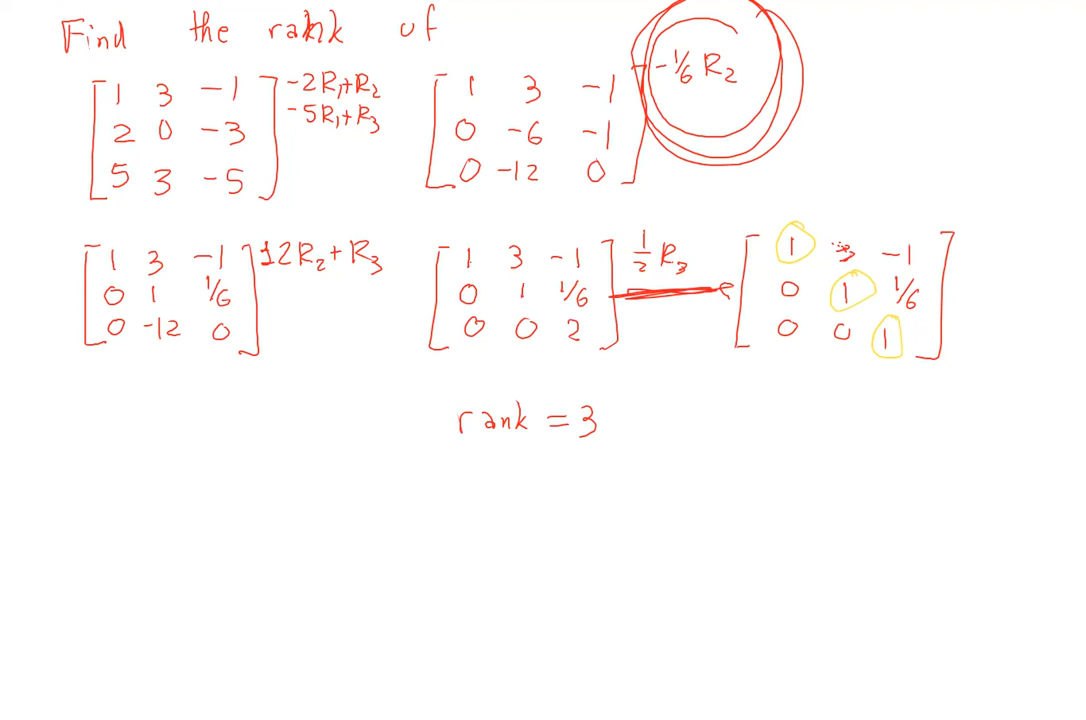 Find the rank of
1 3 -1 -2R₁+R₂ 1 3 -1 -1/6 R₂
2 0 -3 -5R₁+R₃ 0 -6 -1
5 3 -5 0 -12 0
1 3 -1 12R₂+R₃ 1 3 -1 1/2 R₃ 1 3 -1
0 1 1/6 0 1 1/6 0 1 1/6
0 -12 0 0 0 2 0 0 1
rank = 3